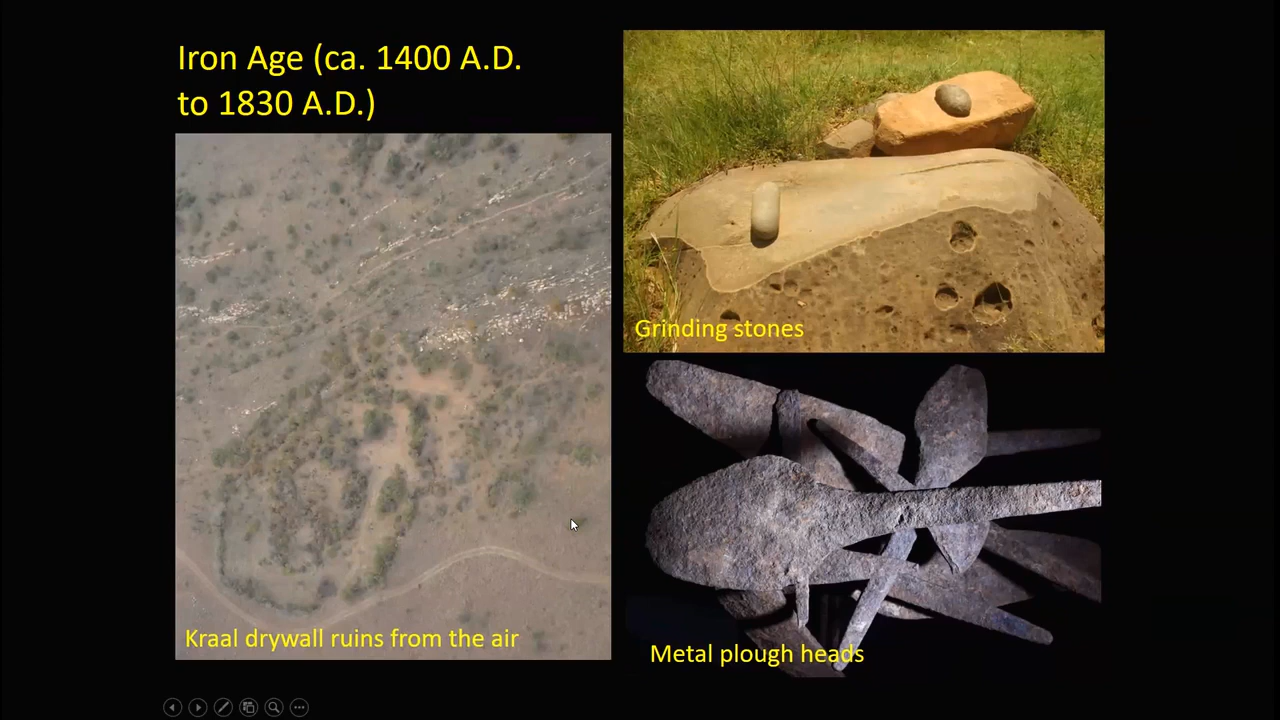 Iron Age (ca. 1400 A.D.
to 1830 A.D.)
Grinding stones
Kraal drywall ruins from the air
Metal plough heads